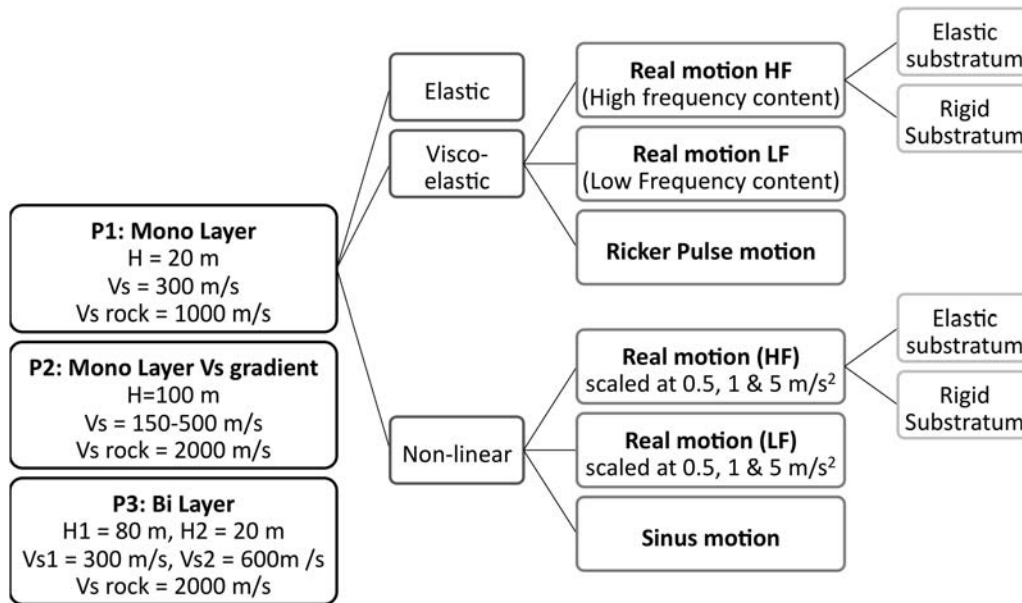 P1: Mono Layer
H = 20 m
Vs = 300 m/s
Vs rock = 1000 m/s
P2: Mono Layer Vs gradient
H=100 m
Vs = 150-500 m/s
Vs rock = 2000 m/s
P3: Bi Layer
H1 = 80 m, H2 = 20 m
Vs1 = 300 m/s, Vs2 = 600m /s
Vs rock = 2000 m/s
Elastic
Visco-
elastic
Non-linear
Real motion HF
(High frequency content)
Real motion LF
(Low Frequency content)
Ricker Pulse motion
Real motion (HF)
scaled at 0.5, 1 & 5 m/s²
Real motion (LF)
scaled at 0.5, 1 & 5 m/s²
Sinus motion
Elastic
substratum
Rigid
Substratum
Elastic
substratum
Rigid
Substratum